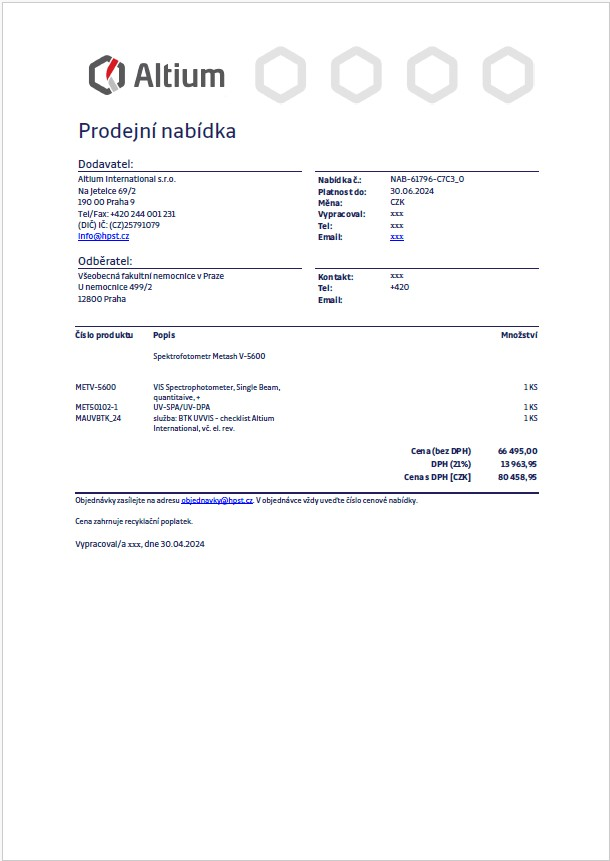 Altium
Prodejní nabídka
Dodavatel:
Altium International s.r.o.
Na Jetelce 69/2
190 00 Praha 9
Tel/Fax: +420 244 001 231
(DIČ) IČ: (CZ)25791079
info@hpst.cz
Nabídka č.: NAB-61796-C7C3_0
Platnost do: 30.06.2024
Měna: CZK
Vypracoval: xxx
Tel: xxx
Email: xxx
Odběratel:
Všeobecná fakultní nemocnice v Praze
U nemocnice 499/2
12800 Praha
Kontakt: xxx
Tel: +420
Email:
Číslo produktu Popis Množství
Spektrofotometr Metash V-5600
METV-5600 VIS Spectrophotometer, Single Beam, 1 KS
quantitaive, +
MET50102-1 UV-SPA/UV-DPA 1 KS
MAUVBTK_24 služba: BTK UVVIS - checklist Altium 1 KS
International, vč. el. rev.
Cena (bez DPH) 66 495,00
DPH (21%) 13 963,95
Cena s DPH [CZK] 80 458,95
Objednávky zasílejte na adresu objednavky@hpst.cz. V objednávce vždy uveďte číslo cenové nabídky.
Cena zahrnuje recyklační poplatek.
Vypracoval/a xxx, dne 30.04.2024